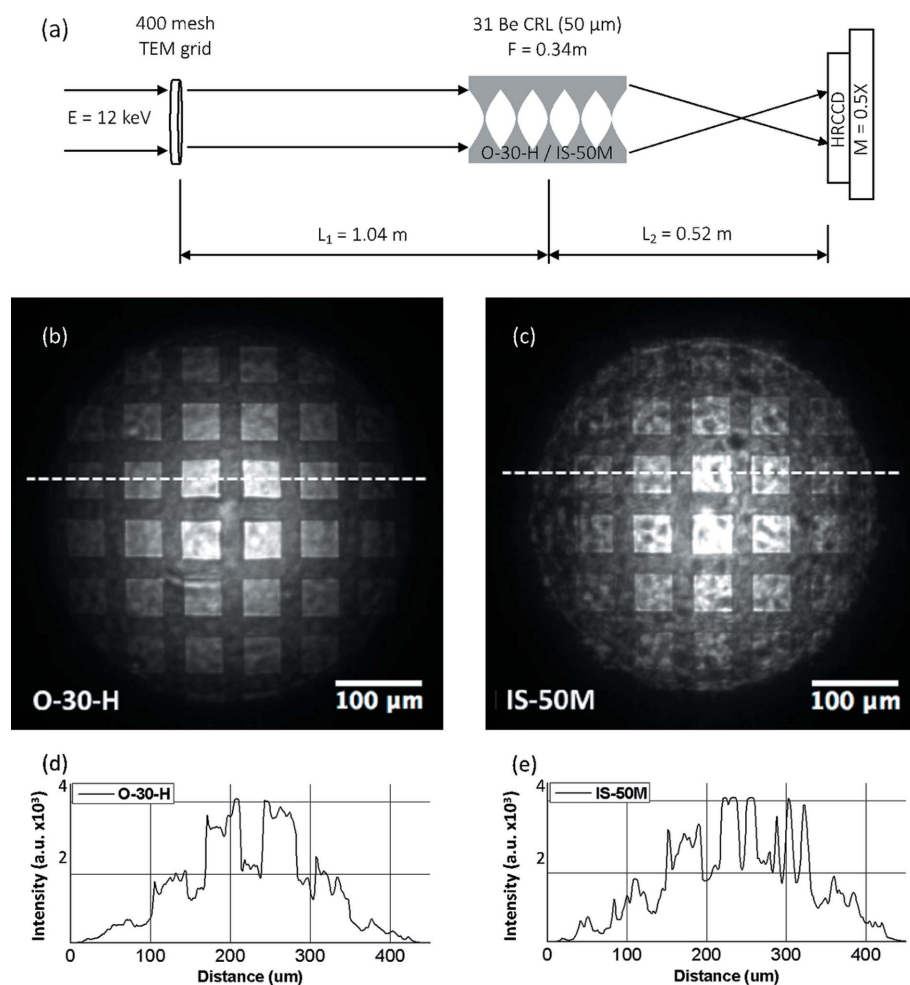 (a)
400 mesh
TEM grid
31 Be CRL (50 µm)
F = 0.34m
E = 12 keV
O-30-H / IS-50M
HRCCD
M = 0.5X
L₁ = 1.04 m
L₂ = 0.52 m
(b)
O-30-H
100 µm
(c)
IS-50M
100 µm
(d)
O-30-H
4
2
Intensity (a.u. x10³)
0 100 200 300 400
Distance (um)
(e)
IS-50M
4
2
Intensity (a.u. x10³)
0 100 200 300 400
Distance (um)